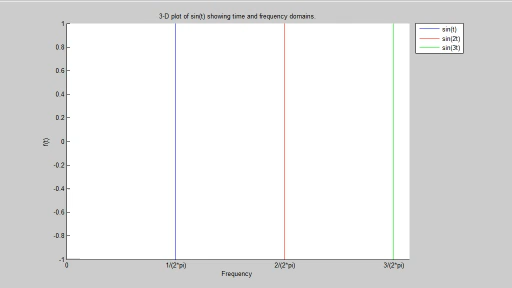 3-D plot of sin(t) showing time and frequency domains.
sin(t)
sin(2t)
sin(3t)
1
0.8
0.6
0.4
0.2
0
-0.2
-0.4
-0.6
-0.8
-1
f(t)
0
1/(2*pi)
2/(2*pi)
3/(2*pi)
Frequency